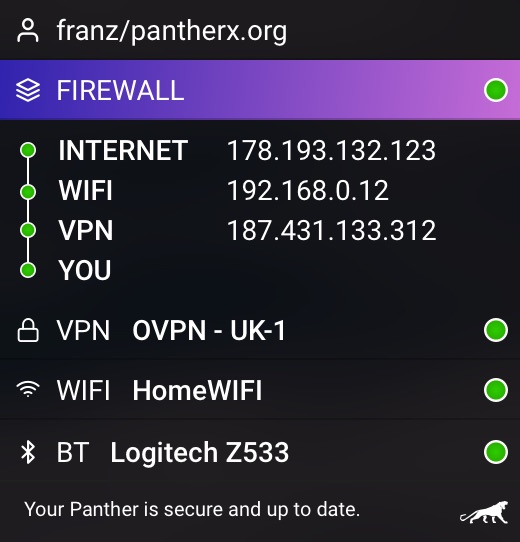 franz/pantherx.org
FIREWALL
INTERNET 178.193.132.123
WIFI 192.168.0.12
VPN 187.431.133.312
YOU
VPN OVPN - UK-1
WIFI HomeWIFI
BT Logitech Z533
Your Panther is secure and up to date.